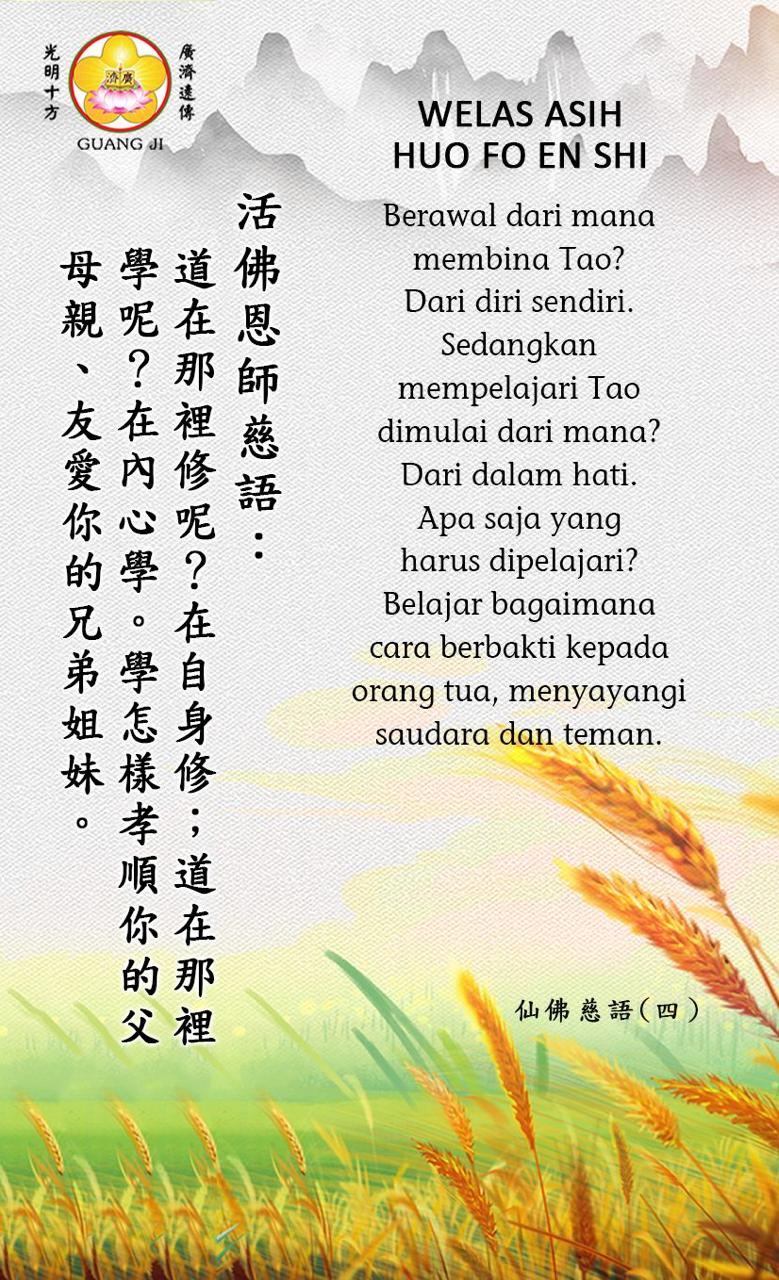 光明十方
廣濟遠傳
廣濟
GUANG JI
WELAS ASIH
HUO FO EN SHI
Berawal dari mana
membina Tao?
Dari diri sendiri.
Sedangkan
mempelajari Tao
dimulai dari mana?
Dari dalam hati.
Apa saja yang
harus dipelajari?
Belajar bagaimana
cara berbakti kepada
orang tua, menyayangi
saudara dan teman.
活佛恩師慈語：
道在那裡修呢？在自身修；道在那裡
學呢？在內心學。學怎樣孝順你的父
母親、友愛你的兄弟姐妹。
仙佛慈語(四)